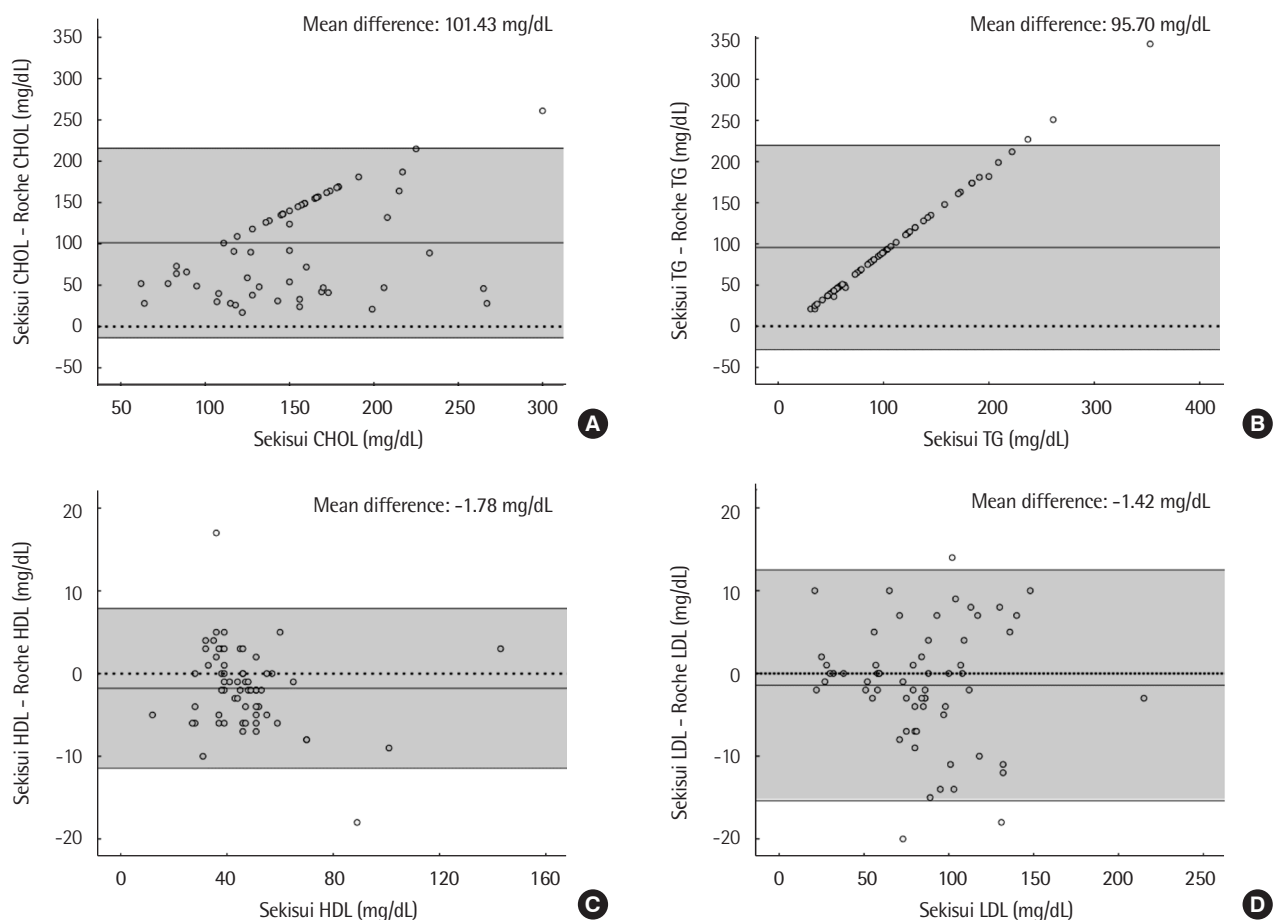 Mean difference: 101.43 mg/dL
350
300
250
200
150
100
50
0
-50
Sekisui CHOL – Roche CHOL (mg/dL)
50 100 150 200 250 300
Sekisui CHOL (mg/dL)
A
Mean difference: 95.70 mg/dL
350
300
250
200
150
100
50
0
-50
Sekisui TG – Roche TG (mg/dL)
0 100 200 300 400
Sekisui TG (mg/dL)
B
Mean difference: -1.78 mg/dL
20
10
0
-10
-20
Sekisui HDL – Roche HDL (mg/dL)
0 40 80 120 160
Sekisui HDL (mg/dL)
C
Mean difference: -1.42 mg/dL
20
10
0
-10
-20
Sekisui LDL – Roche LDL (mg/dL)
0 50 100 150 200 250
Sekisui LDL (mg/dL)
D